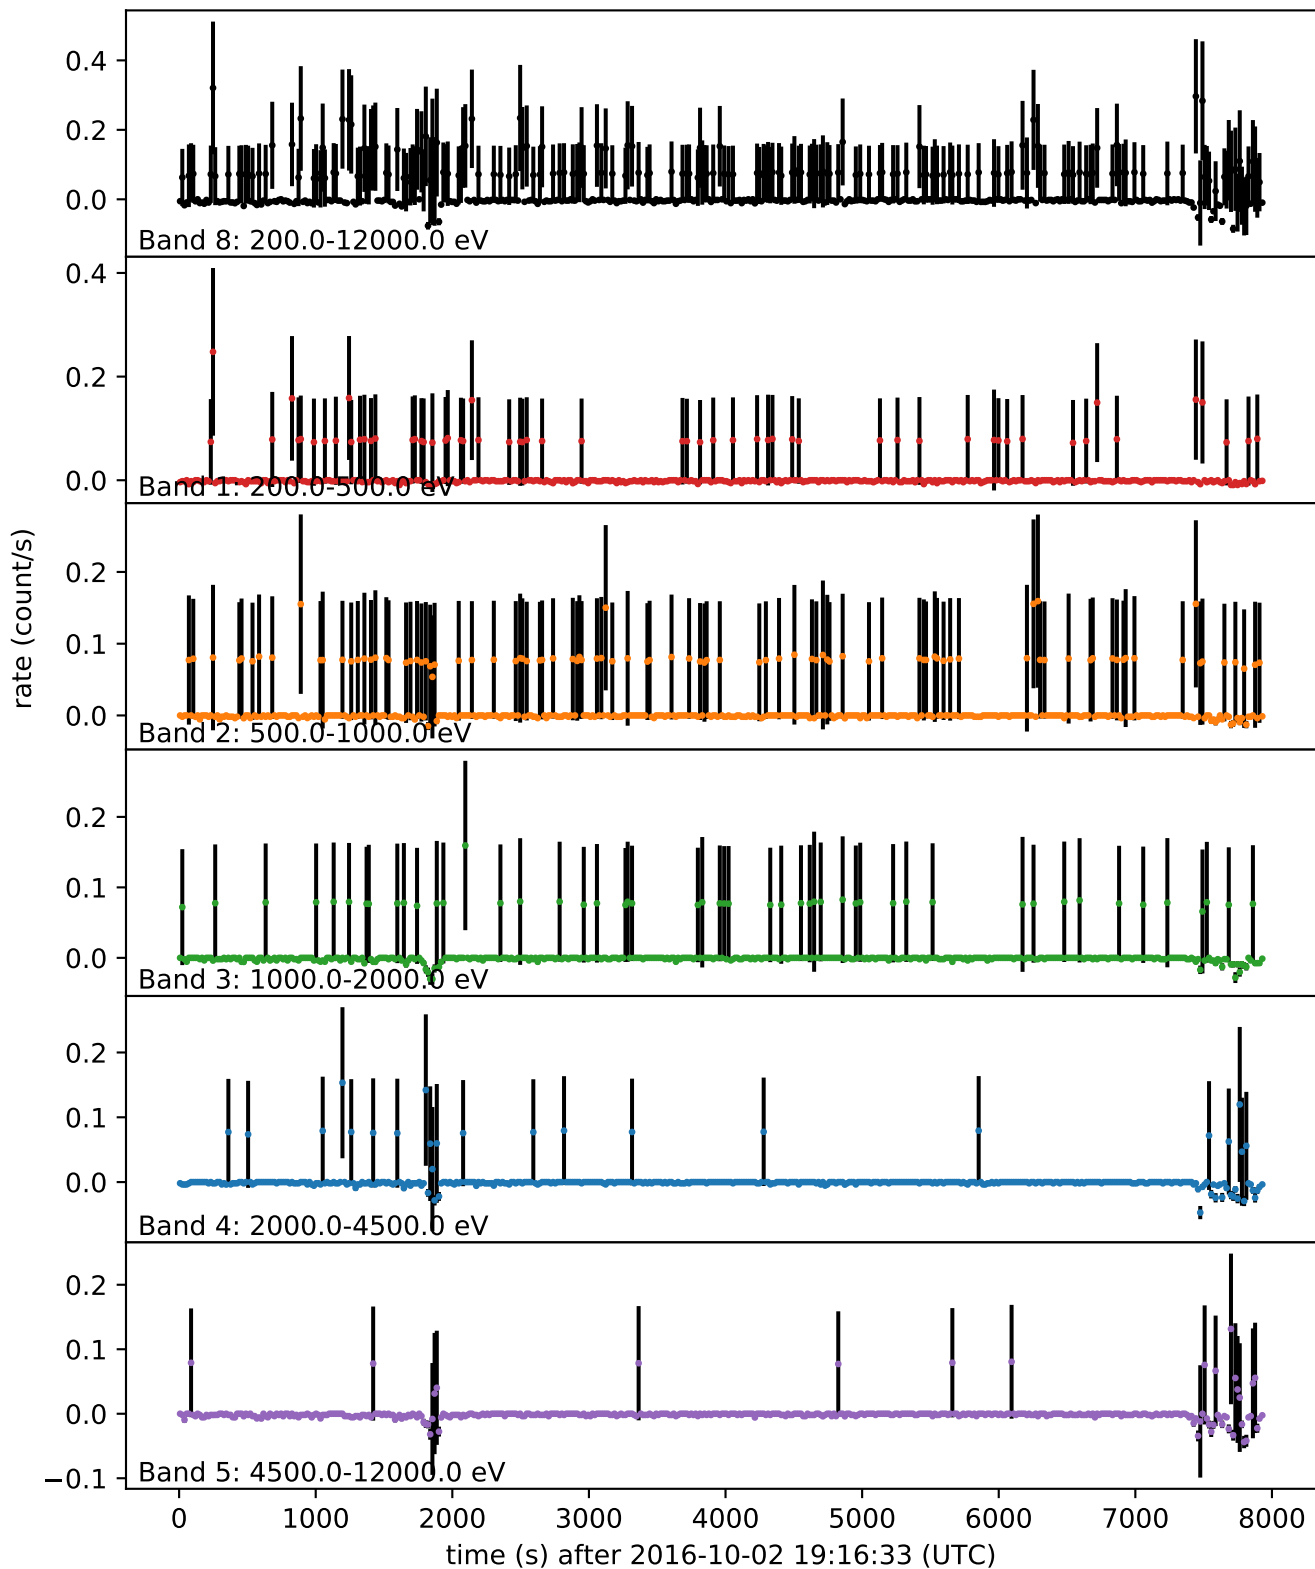 0.4
0.2
0.0
Band 8: 200.0-12000.0 eV
0.4
0.2
0.0
Band 1: 200.0-500.0 eV
rate (count/s)
0.2
0.1
0.0
Band 2: 500.0-1000.0 eV
0.2
0.1
0.0
Band 3: 1000.0-2000.0 eV
0.2
0.1
0.0
Band 4: 2000.0-4500.0 eV
0.2
0.1
0.0
−0.1
Band 5: 4500.0-12000.0 eV
0 1000 2000 3000 4000 5000 6000 7000 8000
time (s) after 2016-10-02 19:16:33 (UTC)